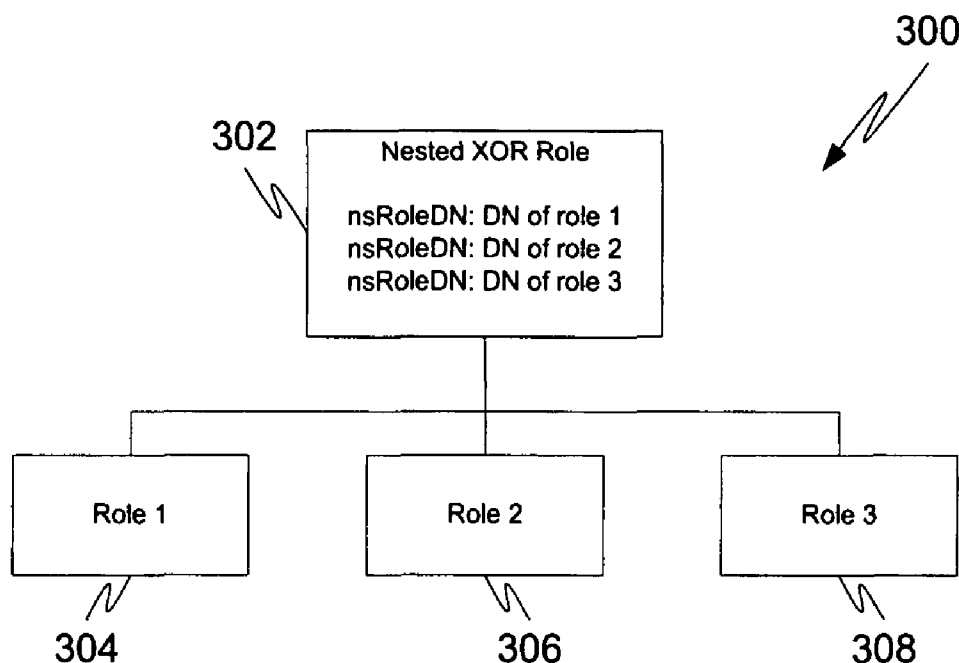 300
302
Nested XOR Role
nsRoleDN: DN of role 1
nsRoleDN: DN of role 2
nsRoleDN: DN of role 3
Role 1
Role 2
Role 3
304
306
308